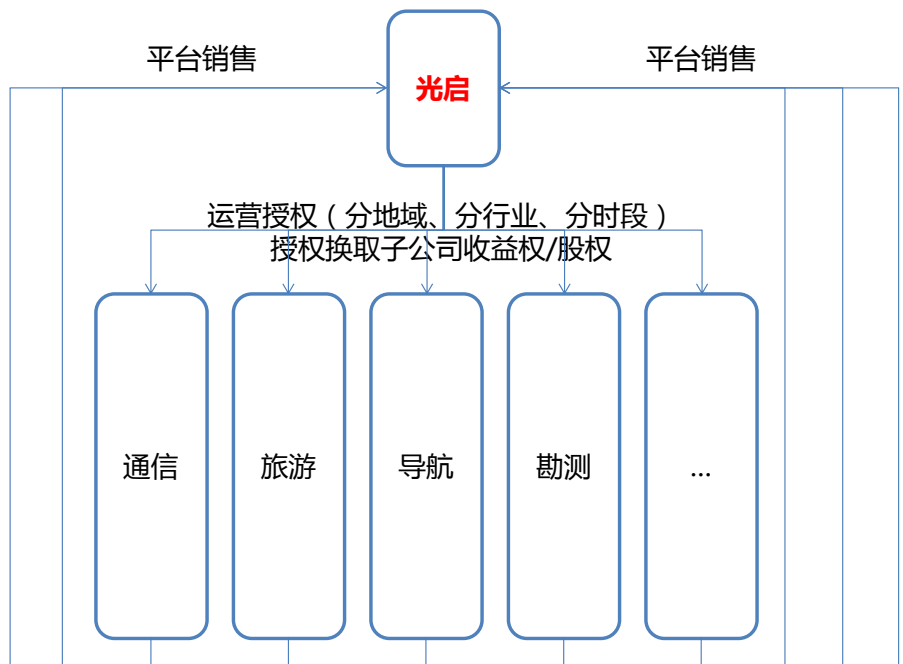 平台销售
光启
平台销售
运营授权（分地域、分行业、分时段）
授权换取子公司收益权/股权
通信
旅游
导航
勘测
...